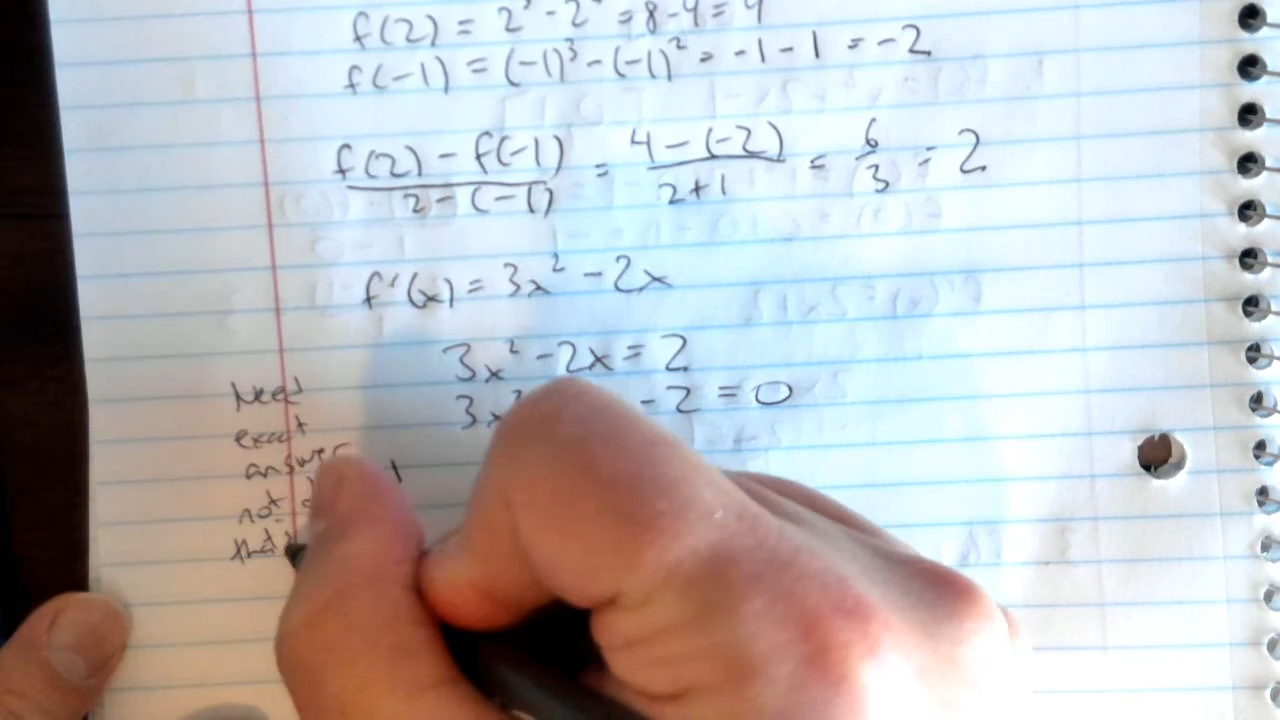 f(2) = 2³ - 2² = 8 - 4 = 4
f(-1) = (-1)³ - (-1)² = -1 - 1 = -2
f(2) - f(-1) / 2 - (-1) = 4 - (-2) / 2 + 1 = 6 / 3 = 2
f'(x) = 3x² - 2x
3x² - 2x = 2
3x² - 2 = 0
Need
exact
answer
not